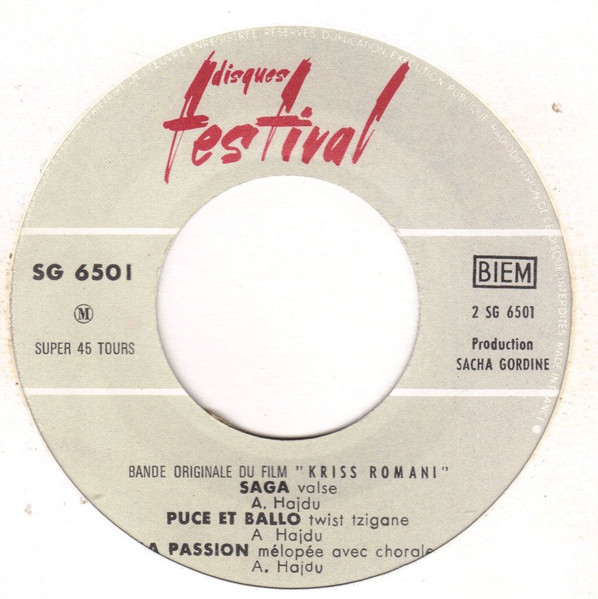 disques
festival
SG 6501
M
SUPER 45 TOURS
BIEM
2 SG 6501
Production
SACHA GORDINE
BANDE ORIGINALE DU FILM "KRISS ROMANI"
SAGA valse
A. Hajdu
PUCE ET BALLO twist tzigane
A Hajdu
A PASSION mélopée avec chorale
A. Hajdu